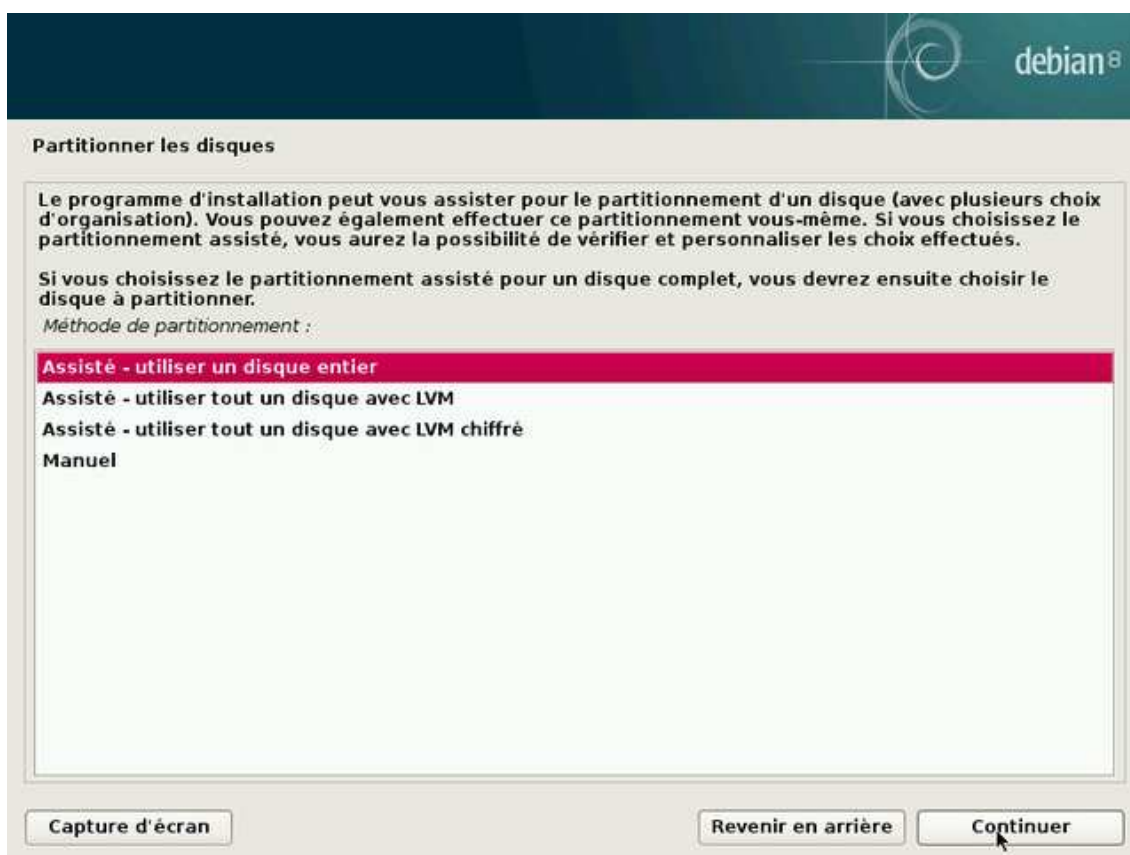 debian 8
Partitionner les disques
Le programme d'installation peut vous assister pour le partitionnement d'un disque (avec plusieurs choix
d'organisation). Vous pouvez également effectuer ce partitionnement vous-même. Si vous choisissez le
partitionnement assisté, vous aurez la possibilité de vérifier et personnaliser les choix effectués.
Si vous choisissez le partitionnement assisté pour un disque complet, vous devrez ensuite choisir le
disque à partitionner.
Méthode de partitionnement :
Assisté - utiliser un disque entier
Assisté - utiliser tout un disque avec LVM
Assisté - utiliser tout un disque avec LVM chiffré
Manuel
Capture d'écran
Revenir en arrière
Continuer